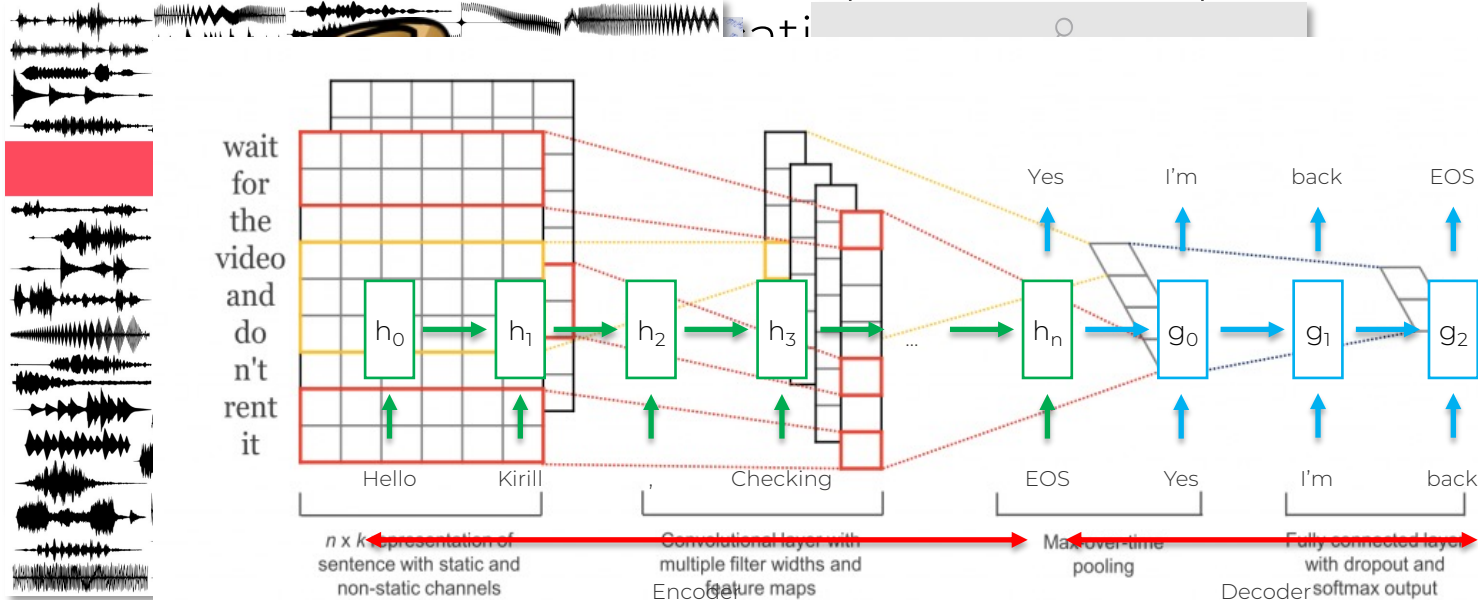 ati
wait
for
the
video
and
do
n't
rent
it
Yes I'm back EOS
h0 h1 h2 h3 ... hn g0 g1 g2
Hello Kirill , Checking EOS Yes I'm back
n x k representation of
sentence with static and
non-static channels
Convolutional layer with
multiple filter widths and
feature maps
Max over-time
pooling
Fully connected layer
with dropout and
softmax output
Encoder
Decoder